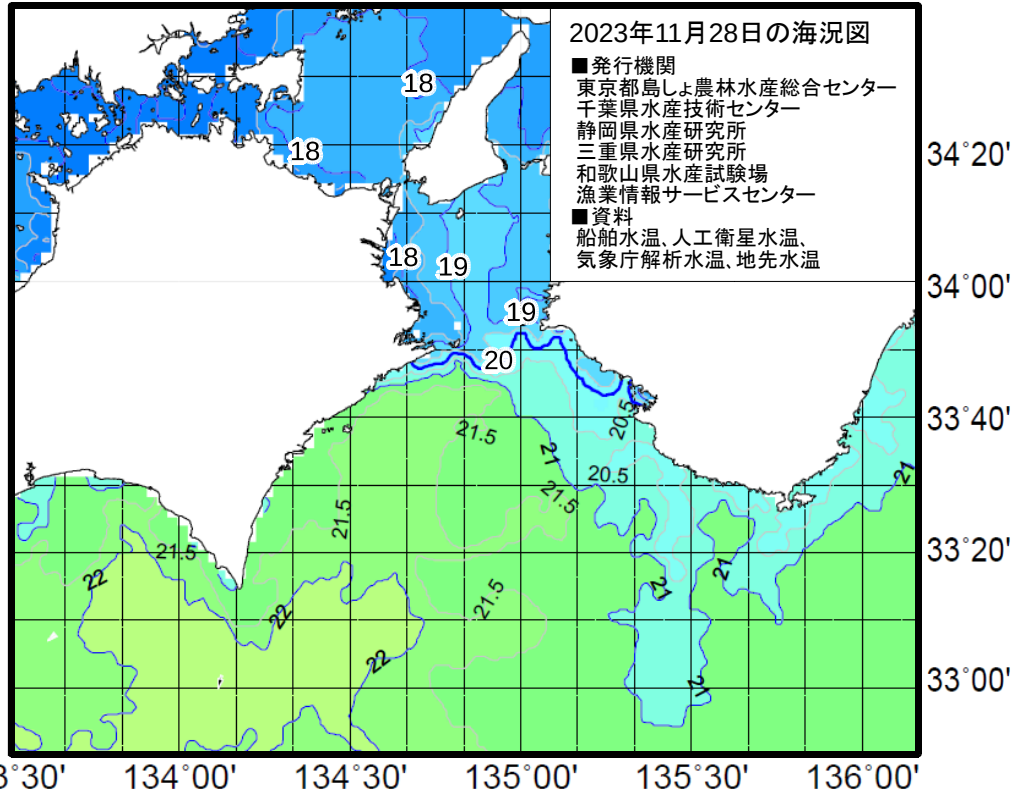 2023年11月28日の海況図
■発行機関
東京都島しょ農林水産総合センター
千葉県水産技術センター
静岡県水産研究所
三重県水産研究所
和歌山県水産試験場
漁業情報サービスセンター
■資料
船舶水温、人工衛星水温、
気象庁解析水温、地先水温
18
18
18
19
19
20
20.5
21.5
21
20.5
21
21.5
21.5
21.5
22
21
21
21.5
22
22
21
34°20'
34°00'
33°40'
33°20'
33°00'
3°30'
134°00'
134°30'
135°00'
135°30'
136°00'